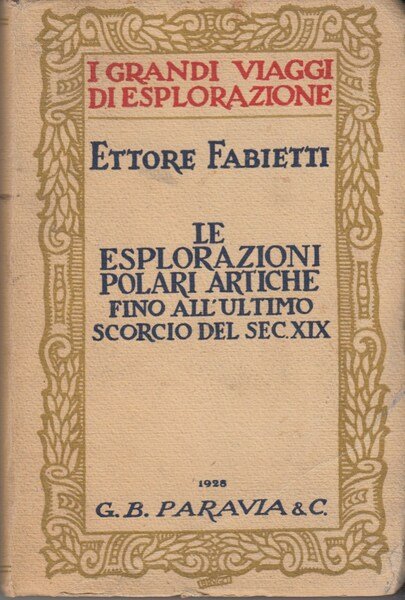 I GRANDI VIAGGI
DI ESPLORAZIONE
ETTORE FABIETTI
LE
ESPLORAZIONI
POLARI ARTICHE
FINO ALL'ULTIMO
SCORCIO DEL SEC. XIX
1928
G. B. PARAVIA & C.